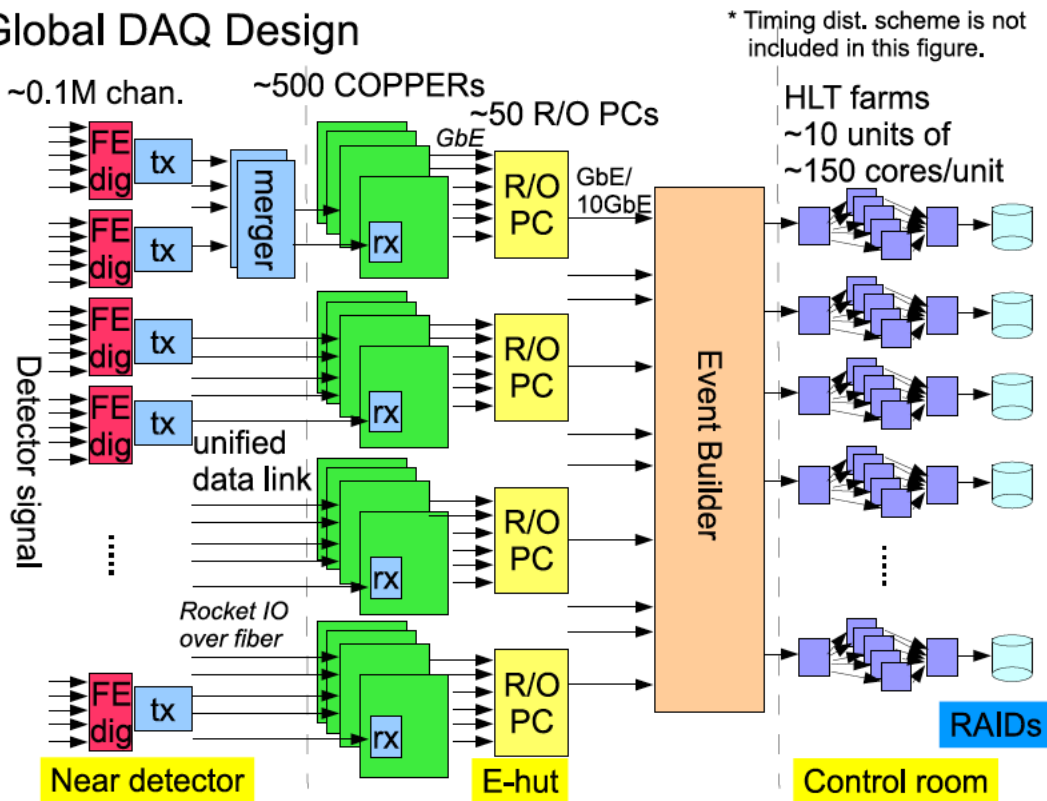 Global DAQ Design
* Timing dist. scheme is not
included in this figure.
~0.1M chan.
~500 COPPERs
~50 R/O PCs
HLT farms
~10 units of
~150 cores/unit
GbE
GbE/
10GbE
FE
dig
tx
merger
rx
R/O
PC
FE
dig
tx
FE
dig
tx
rx
R/O
PC
FE
dig
tx
Detector signal
unified
data link
Event Builder
rx
R/O
PC
Rocket IO
over fiber
FE
dig
tx
rx
R/O
PC
RAIDs
Near detector
E-hut
Control room